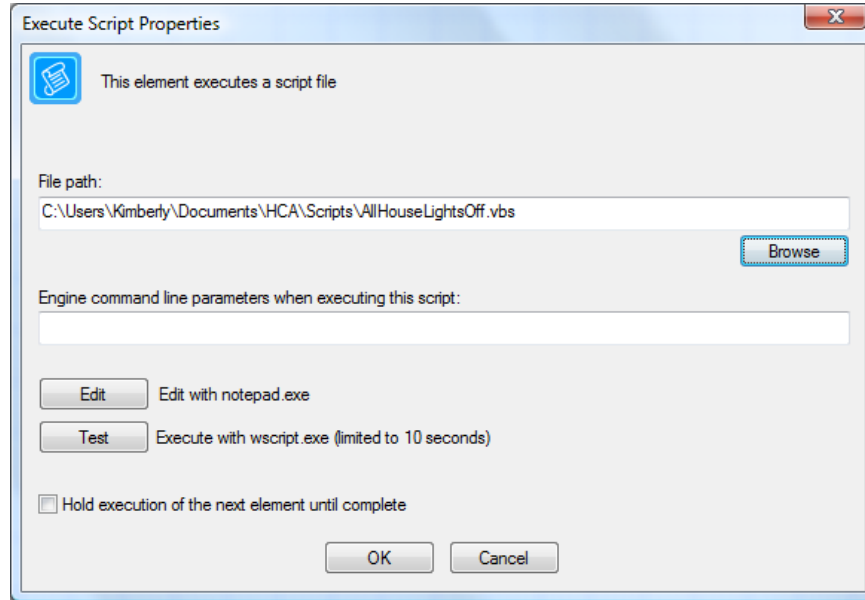 Execute Script Properties
This element executes a script file
File path:
C:\Users\Kimberly\Documents\HCA\Scripts\AllHouseLightsOff.vbs
Browse
Engine command line parameters when executing this script:
Edit Edit with notepad.exe
Test Execute with wscript.exe (limited to 10 seconds)
Hold execution of the next element until complete
OK Cancel